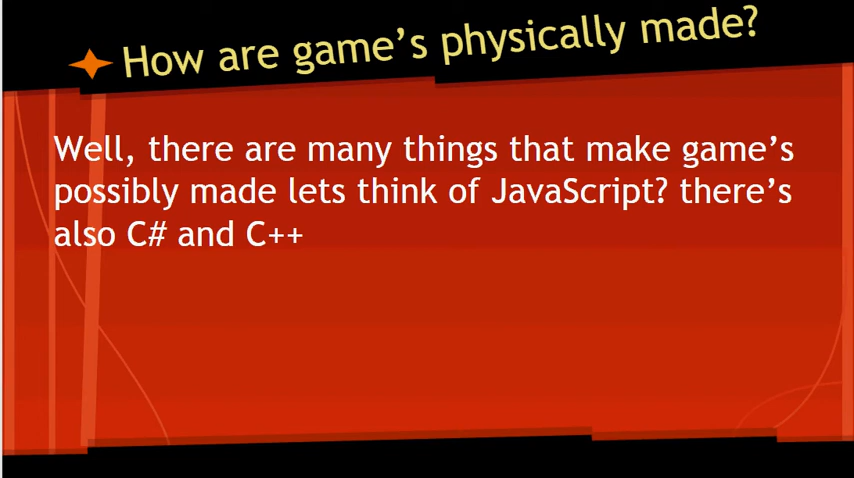 How are game’s physically made?
Well, there are many things that make game’s
possibly made lets think of JavaScript? there’s
also C# and C++